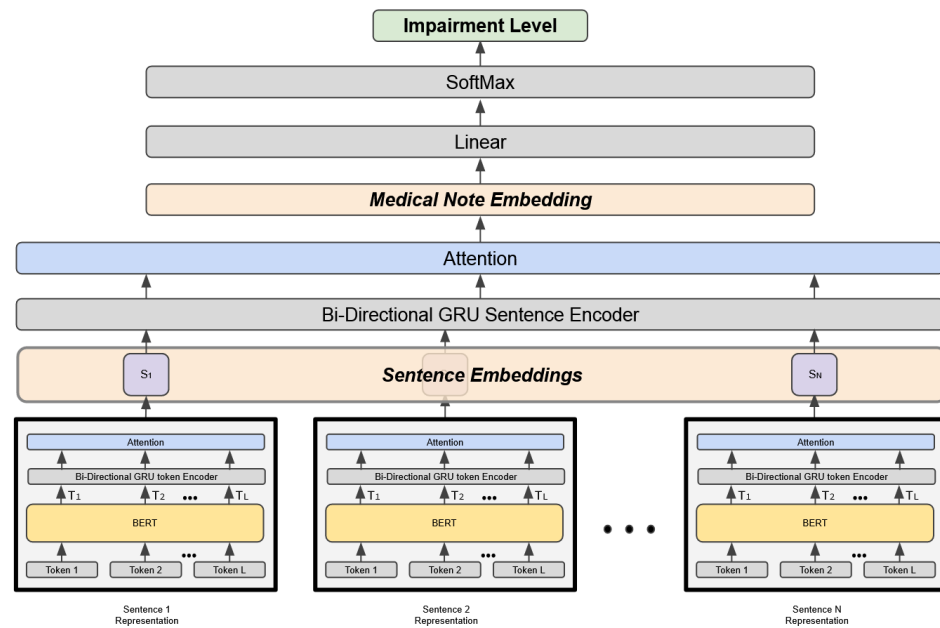 Impairment Level
SoftMax
Linear
Medical Note Embedding
Attention
Bi-Directional GRU Sentence Encoder
S1 Sentence Embeddings SN
Attention Attention Attention
Bi-Directional GRU token Encoder Bi-Directional GRU token Encoder Bi-Directional GRU token Encoder
T1 T2 ••• TL T1 T2 ••• TL T1 T2 ••• TL
BERT BERT • • • BERT
••• ••• •••
Token 1 Token 2 Token L Token 1 Token 2 Token L Token 1 Token 2 Token L
Sentence 1 Sentence 2 Sentence N
Representation Representation Representation